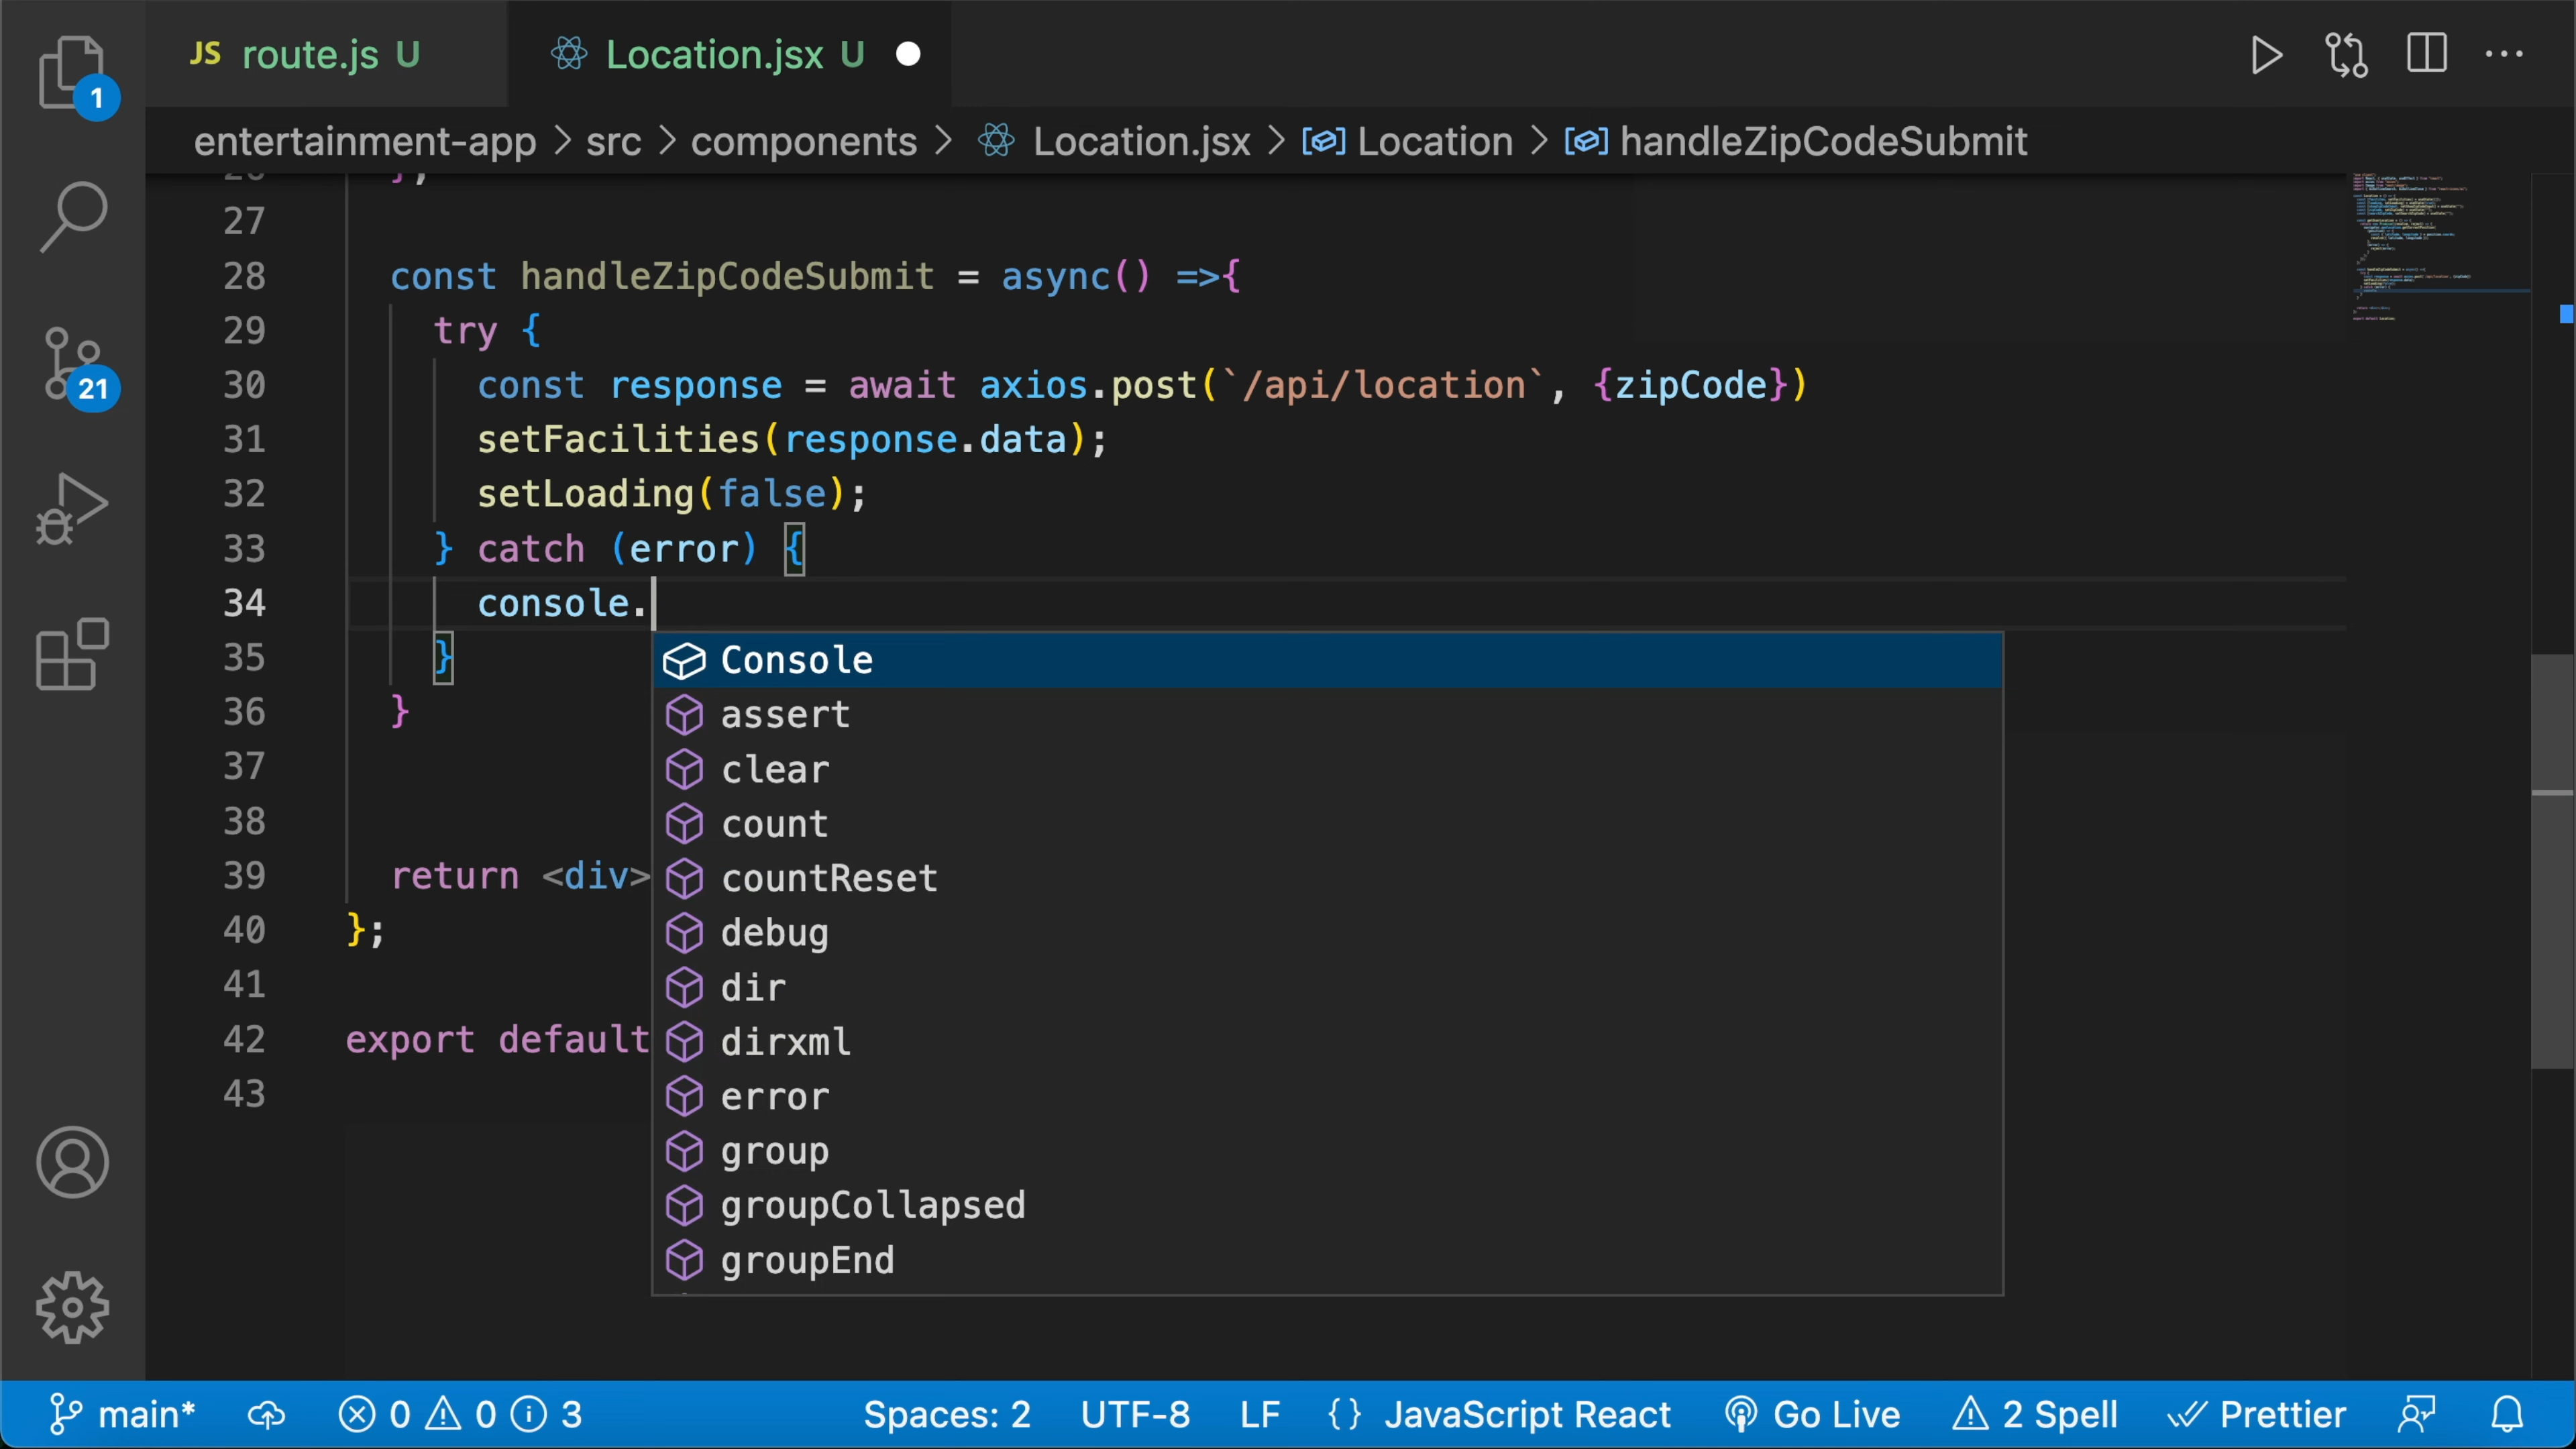 JS route.js U
Location.jsx U
entertainment-app > src > components > Location.jsx > Location > handleZipCodeSubmit
1
21
26 };
27
28 const handleZipCodeSubmit = async() =>{
29 try {
30 const response = await axios.post(`/api/location`, {zipCode})
31 setFacilities(response.data);
32 setLoading(false);
33 } catch (error) {
34 console.
35 }
36 }
37
38
39 return <div>
40 };
41
42 export default
43
Console
assert
clear
count
countReset
debug
dir
dirxml
error
group
groupCollapsed
groupEnd
main* 0 0 3 Spaces: 2 UTF-8 LF {} JavaScript React Go Live 2 Spell Prettier